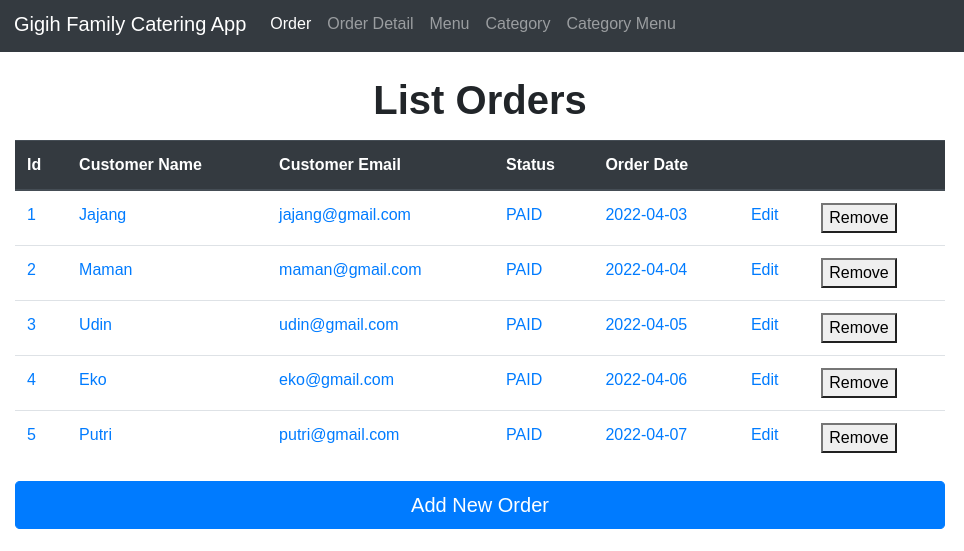 Gigih Family Catering App Order Order Detail Menu Category Category Menu
List Orders
Id Customer Name Customer Email Status Order Date
1 Jajang jajang@gmail.com PAID 2022-04-03 Edit Remove
2 Maman maman@gmail.com PAID 2022-04-04 Edit Remove
3 Udin udin@gmail.com PAID 2022-04-05 Edit Remove
4 Eko eko@gmail.com PAID 2022-04-06 Edit Remove
5 Putri putri@gmail.com PAID 2022-04-07 Edit Remove
Add New Order